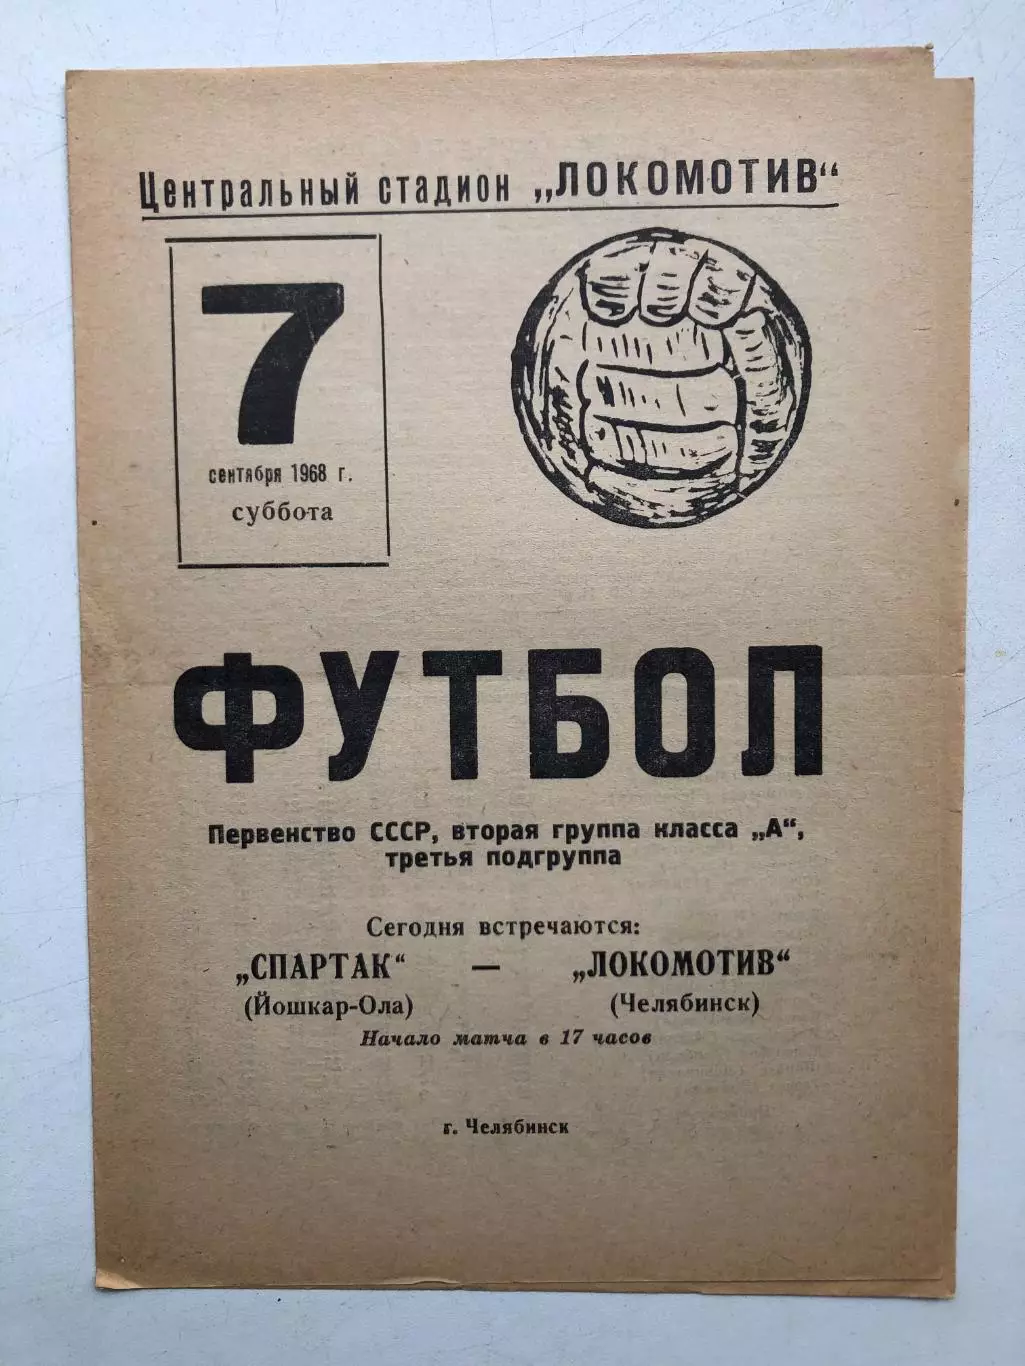 Центральный стадион „ЛОКОМОТИВ“
7
сентября 1968 г.
суббота
ФУТБОЛ
Первенство СССР, вторая группа класса „А“,
третья подгруппа
Сегодня встречаются:
„СПАРТАК“ — „ЛОКОМОТИВ“
(Йошкар-Ола) (Челябинск)
Начало матча в 17 часов
г. Челябинск